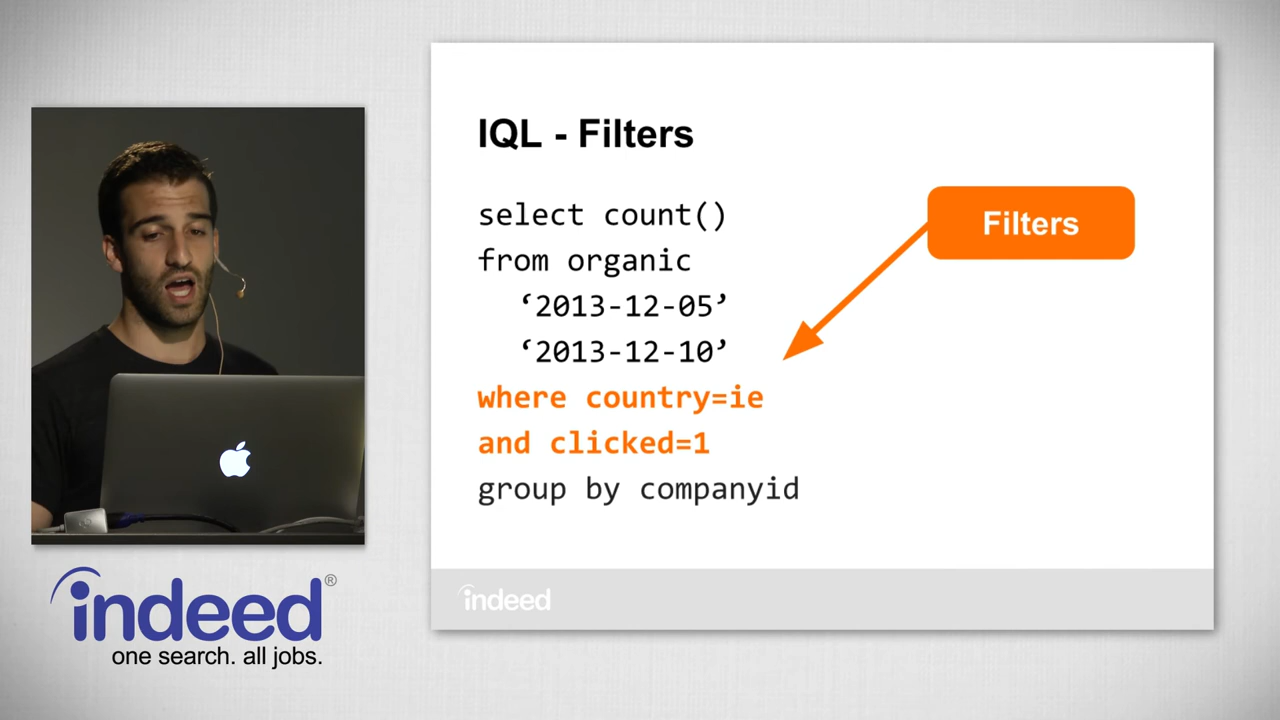 IQL - Filters
select count()
from organic
‘2013-12-05’
‘2013-12-10’
where country=ie
and clicked=1
group by companyid
Filters
indeed
indeed®
one search. all jobs.